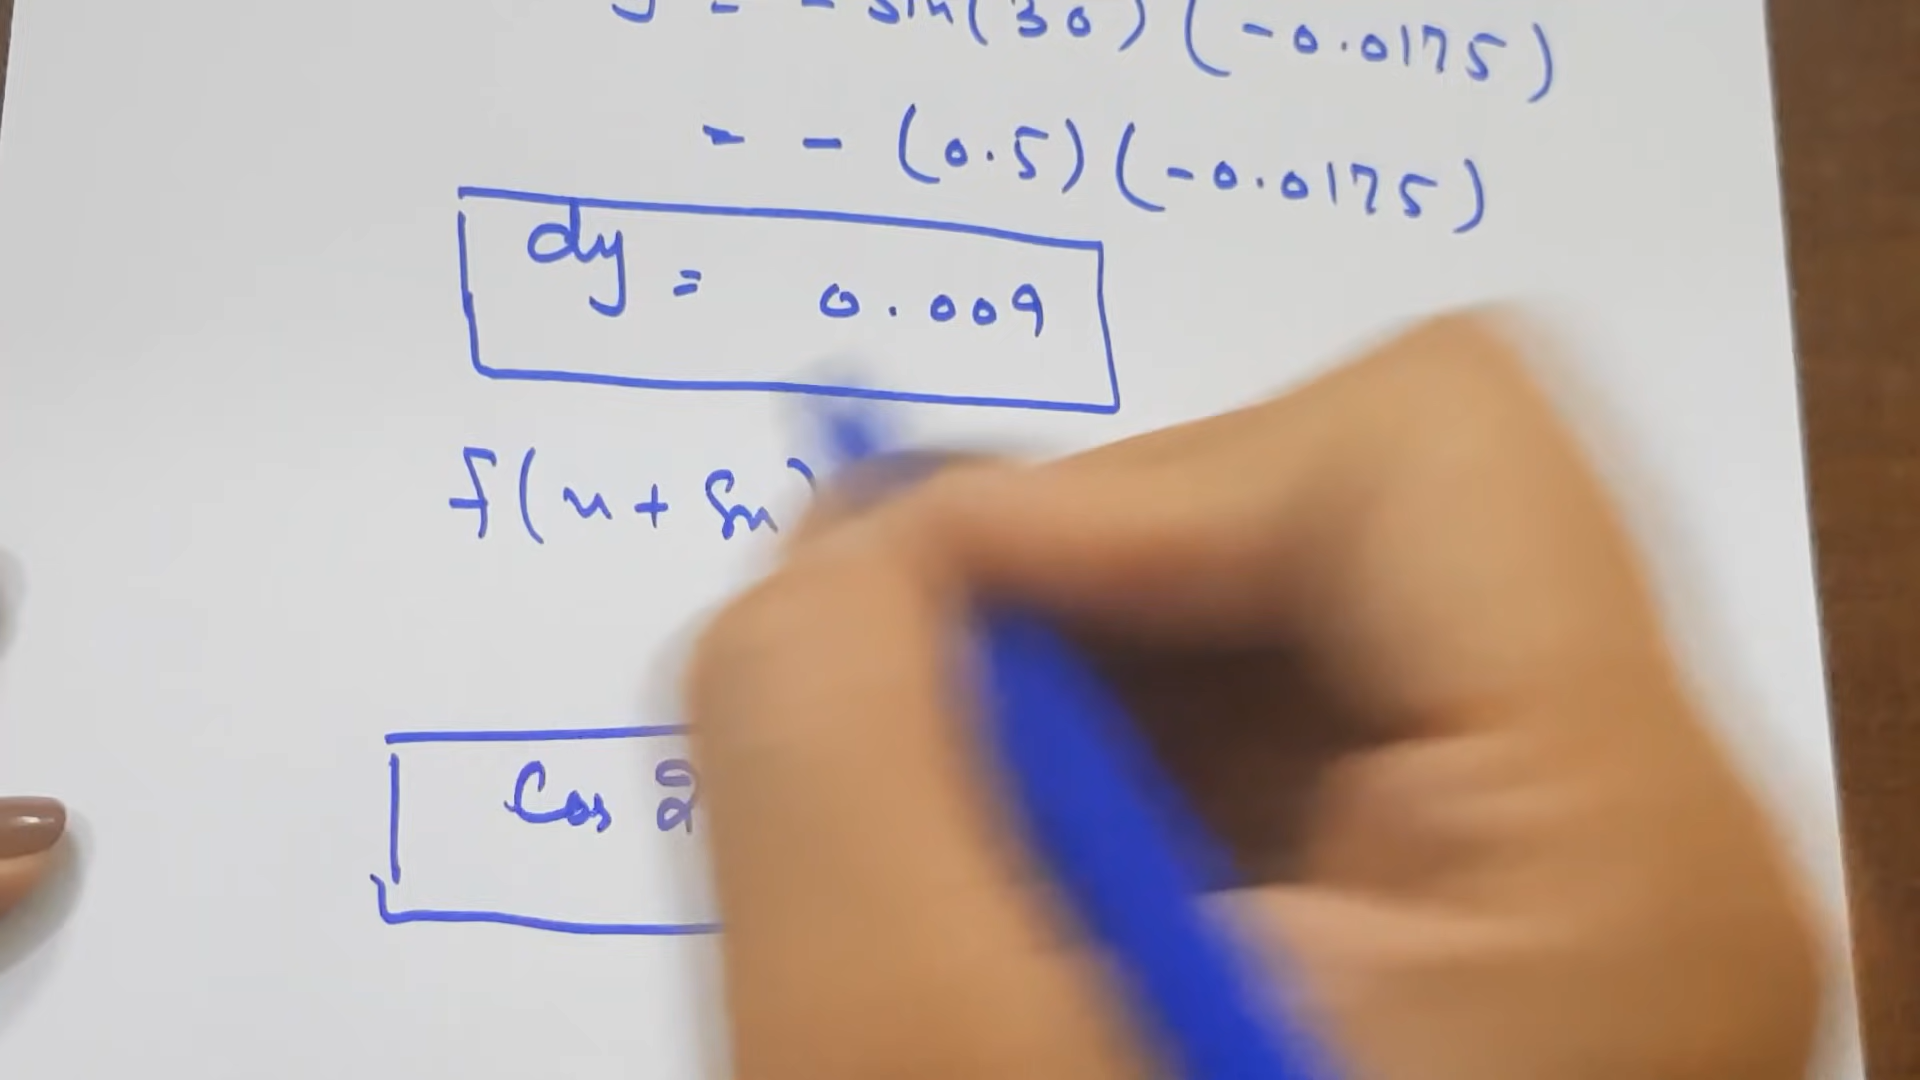 = - sin(30) (-0.0175)
= - (0.5) (-0.0175)
dy = 0.009
f(x + δx)
Cos 2